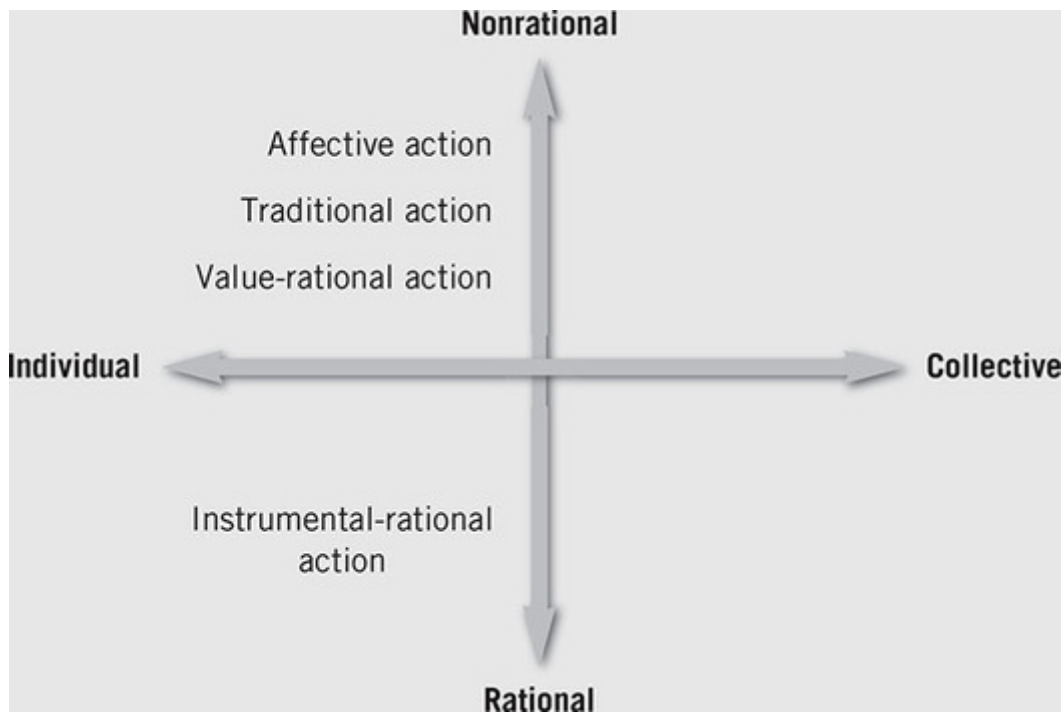 Nonrational
Affective action
Traditional action
Value-rational action
Individual
Collective
Instrumental-rational
action
Rational